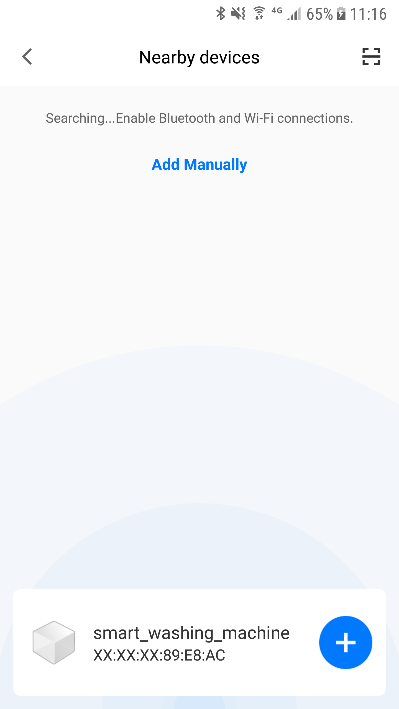 4G 65% 11:16
Nearby devices
Searching...Enable Bluetooth and Wi-Fi connections.
Add Manually
smart_washing_machine
XX:XX:XX:89:E8:AC